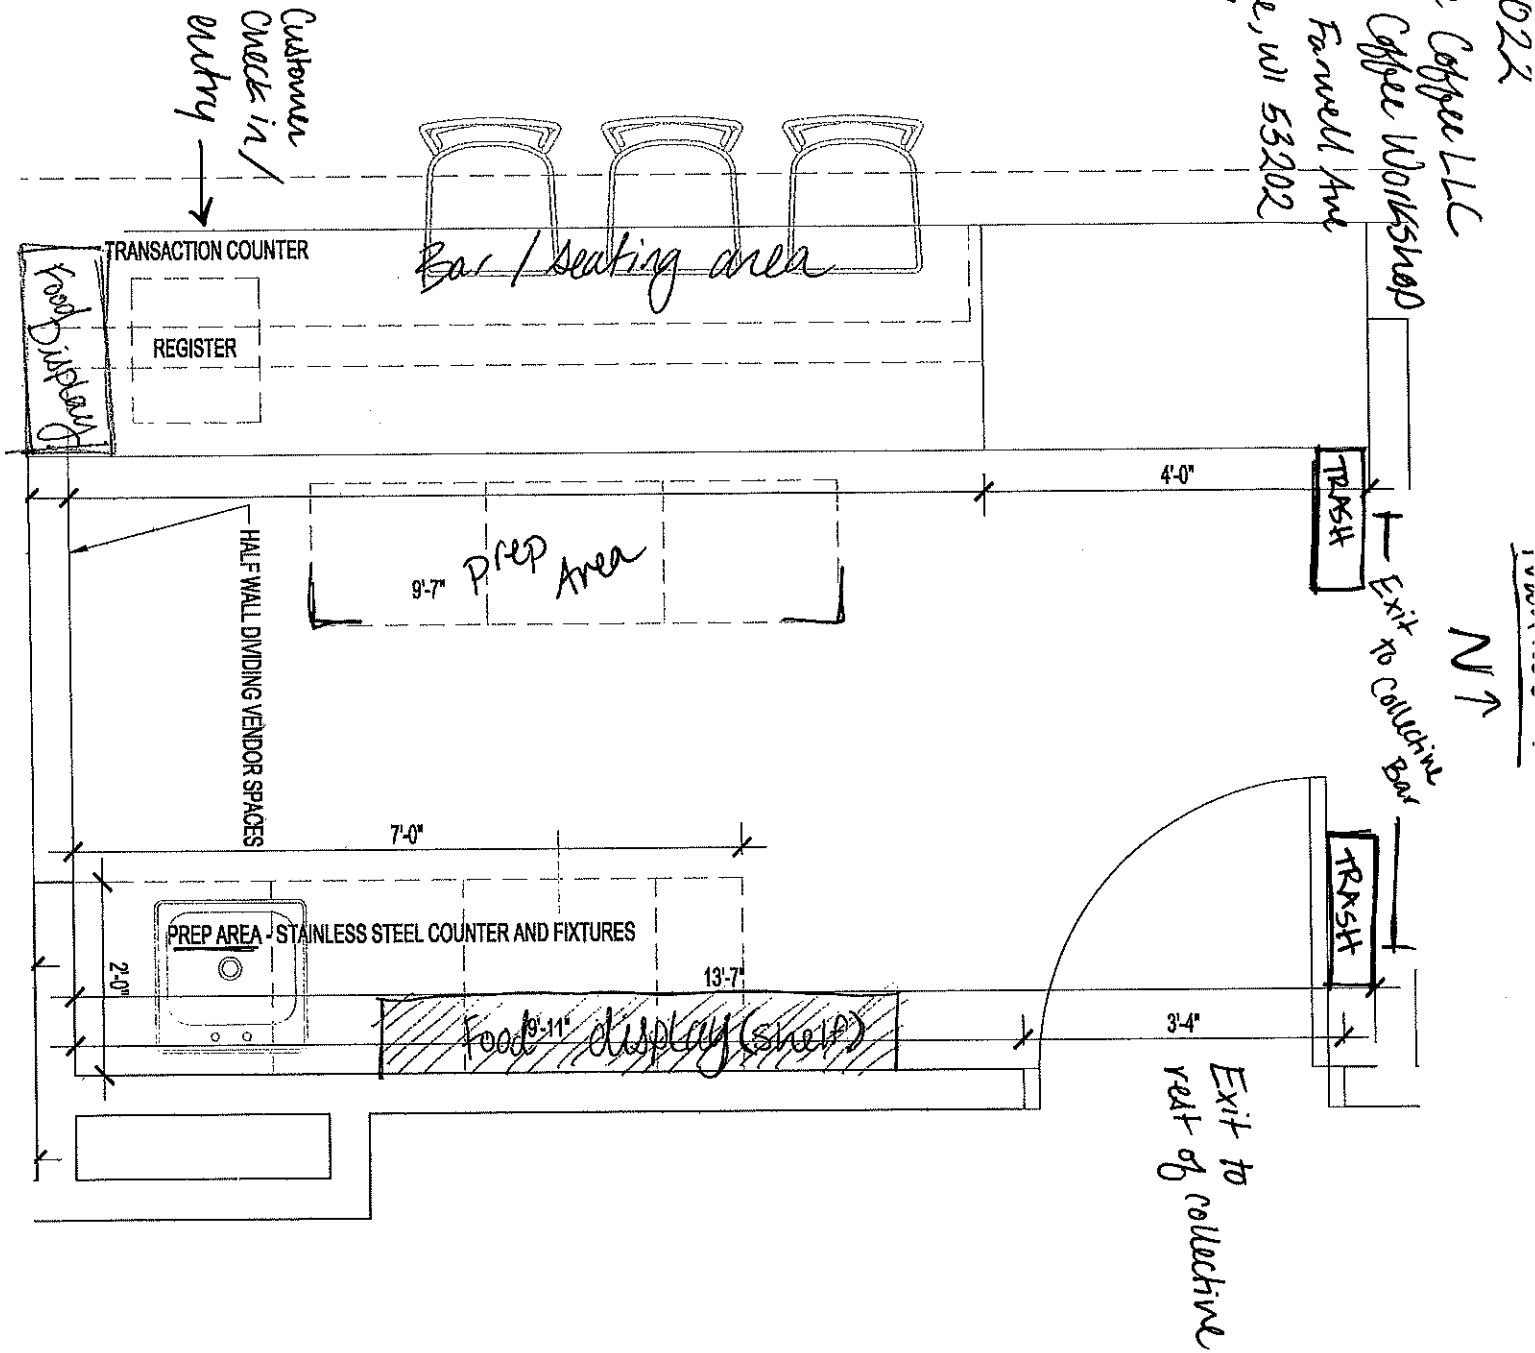 022
Coffee LLC
Coffee Workshop
Farwell Ave
e, WI 53202
N↑
Customer
Check in/
entry →
TRANSACTION COUNTER
Food
Display
REGISTER
Bar / seating area
4'-0"
TRASH
Exit to Collective
Bar
HALF WALL DIVIDING VENDOR SPACES
9'-7"
Prep
Area
7'-0"
TRASH
PREP AREA - STAINLESS STEEL COUNTER AND FIXTURES
2'-0"
13'-7"
9'-11"
Food display (shelf)
3'-4"
Exit to
rest of collective